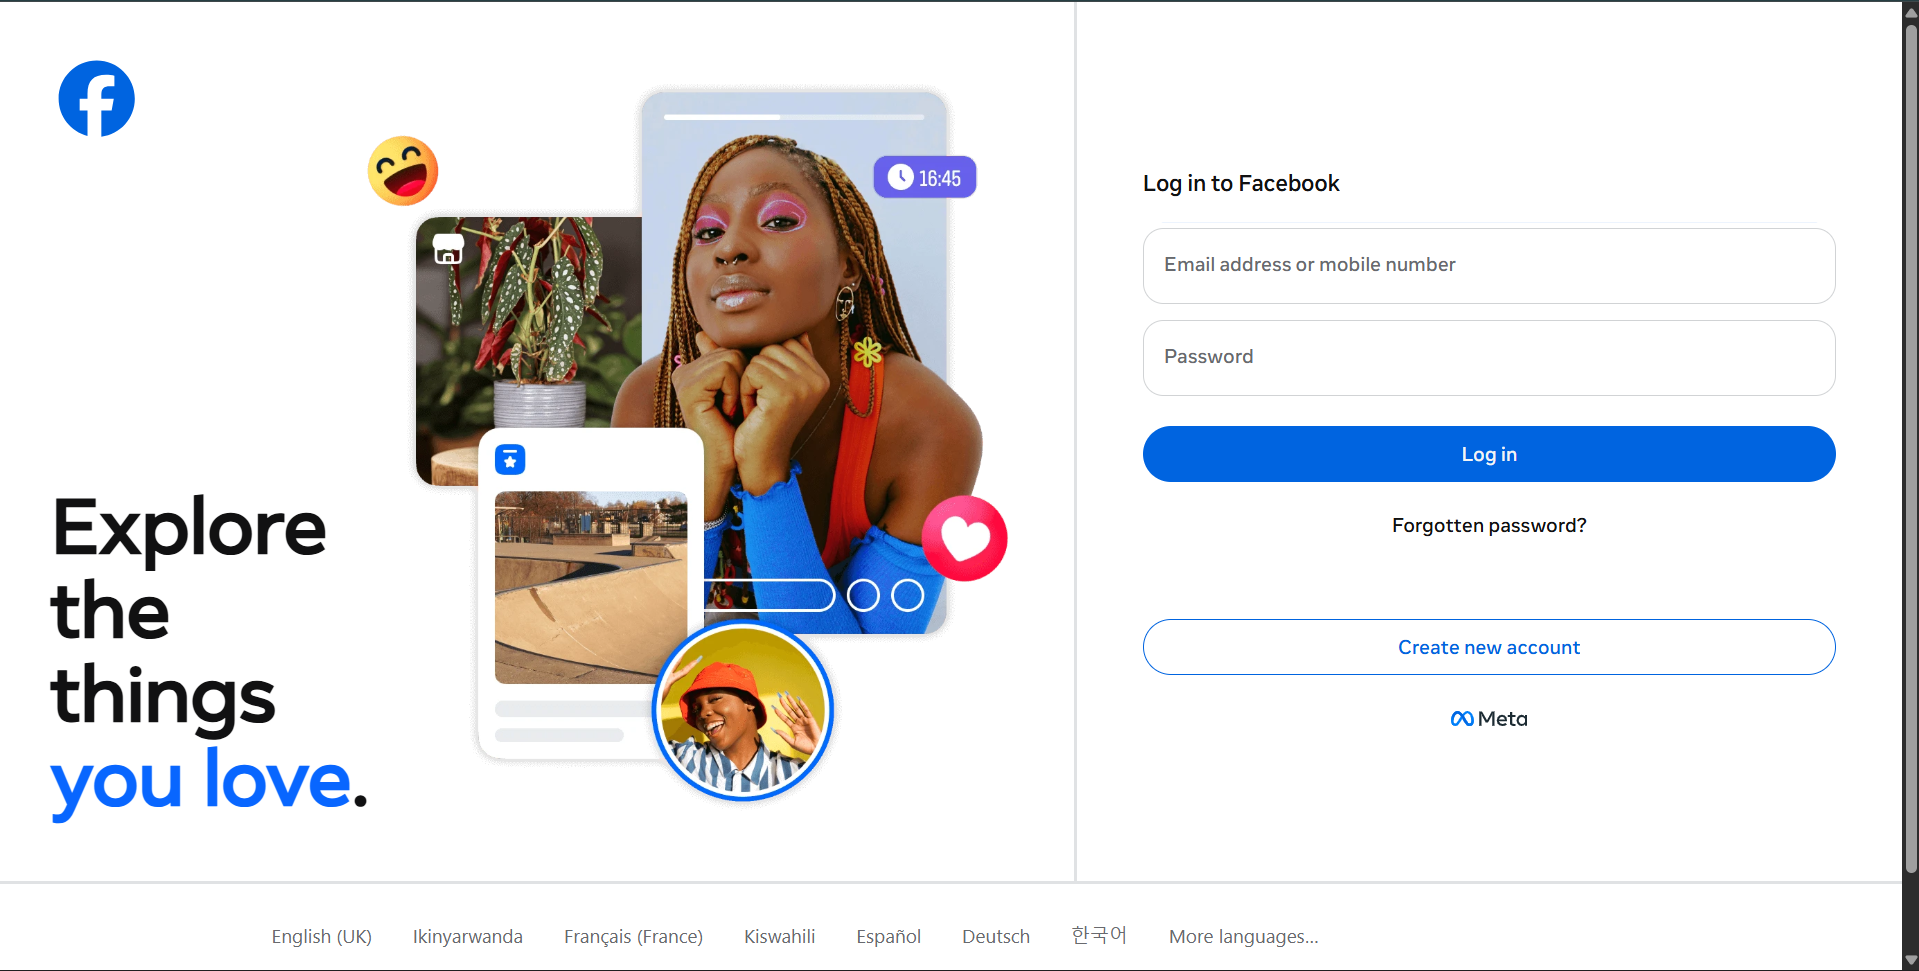 16:45
Explore
the
things
you love.
Log in to Facebook
Email address or mobile number
Password
Log in
Forgotten password?
Create new account
Meta
English (UK) Ikinyarwanda Français (France) Kiswahili Español Deutsch 한국어 More languages...